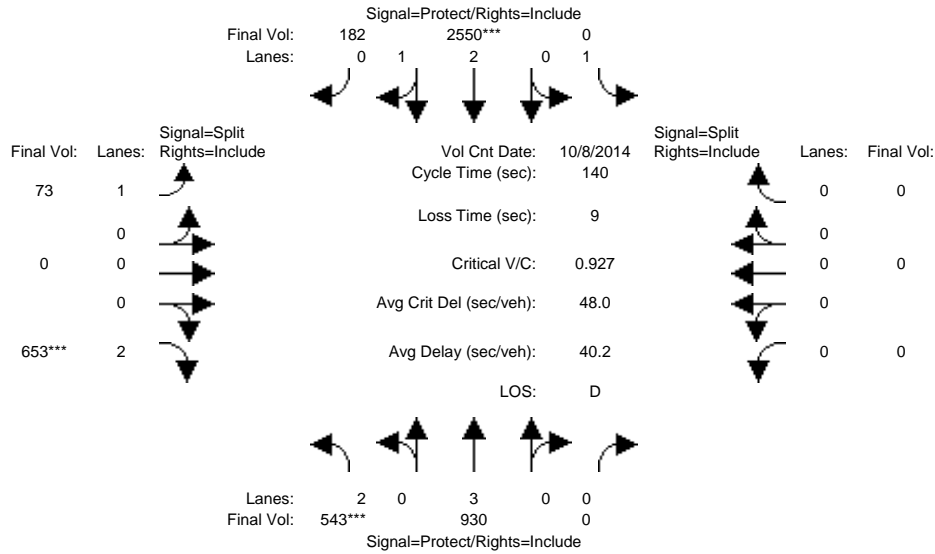 Signal=Protect/Rights=Include
Final Vol: 182 2550*** 0
Lanes: 0 1 2 0 1
Signal=Split
Final Vol: Lanes: Rights=Include
Vol Cnt Date: 10/8/2014
Signal=Split
Rights=Include Lanes: Final Vol:
Cycle Time (sec): 140
73 1
0 0
Loss Time (sec): 9
0
0
0 0
Critical V/C: 0.927
0 0
0
Avg Crit Del (sec/veh): 48.0
0
653*** 2
Avg Delay (sec/veh): 40.2
0 0
LOS: D
Lanes: 2 0 3 0 0
Final Vol: 543*** 930 0
Signal=Protect/Rights=Include